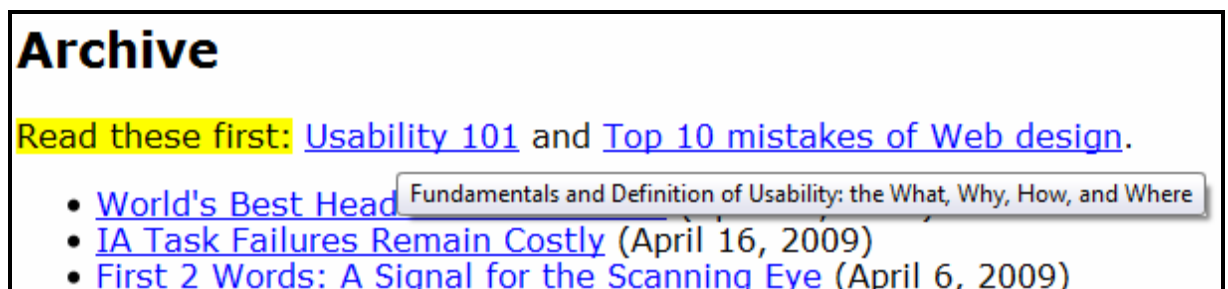 Archive
Read these first: Usability 101 and Top 10 mistakes of Web design.
Fundamentals and Definition of Usability: the What, Why, How, and Where
• World's Best Head
• IA Task Failures Remain Costly (April 16, 2009)
• First 2 Words: A Signal for the Scanning Eye (April 6, 2009)